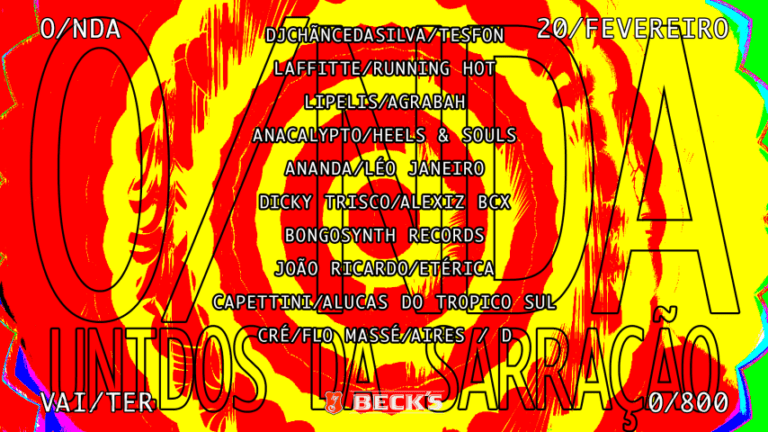 O/NDA
20/FEVEREIRO
DJCHÃNCEDASILVA/TESFON
LAFFITTE/RUNNING HOT
LIPELIS/AGRABAH
ANACALYPTO/HEELS & SOULS
ANANDA/LÉO JANEIRO
DICKY TRISCO/ALEXIZ BCX
BONGOSYNTH RECORDS
JOÃO RICARDO/ETÉRICA
CAPETTINI/ALUCAS DO TROPICO SUL
CRÉ/FLO MASSÉ/AIRES / D
O/NDA
UNIDOS DA SARRAÇÃO
VAI/TER
BECK'S
0/800